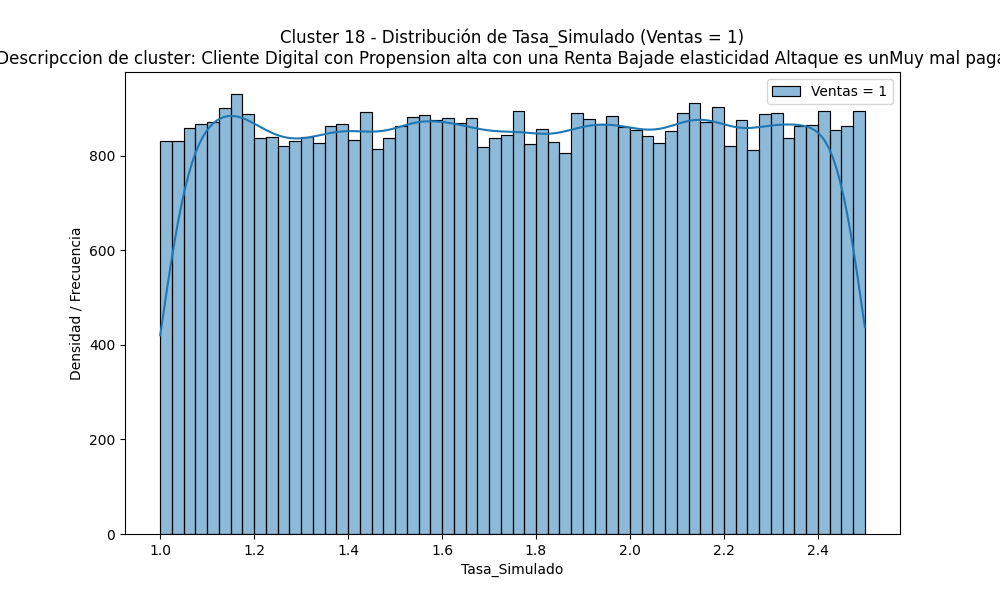 Cluster 18 - Distribución de Tasa_Simulado (Ventas = 1)
Descripccion de cluster: Cliente Digital con Propension alta con una Renta Bajade elasticidad Altaque es unMuy mal paga
Ventas = 1
Densidad / Frecuencia
800
600
400
200
0
1.0 1.2 1.4 1.6 1.8 2.0 2.2 2.4
Tasa_Simulado